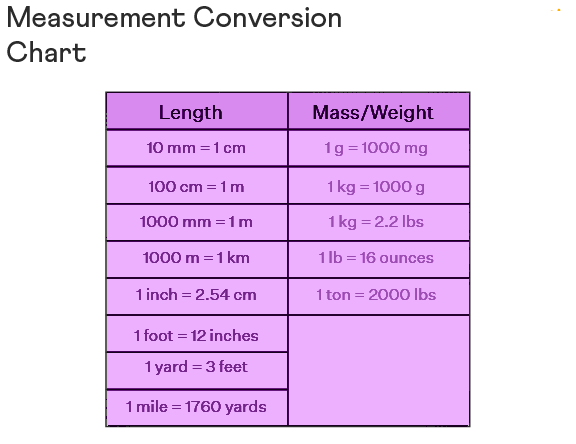 Measurement Conversion
Chart
Length Mass/Weight
10 mm = 1 cm 1 g = 1000 mg
100 cm = 1 m 1 kg = 1000 g
1000 mm = 1 m 1 kg = 2.2 lbs
1000 m = 1 km 1 lb = 16 ounces
1 inch = 2.54 cm 1 ton = 2000 lbs
1 foot = 12 inches
1 yard = 3 feet
1 mile = 1760 yards